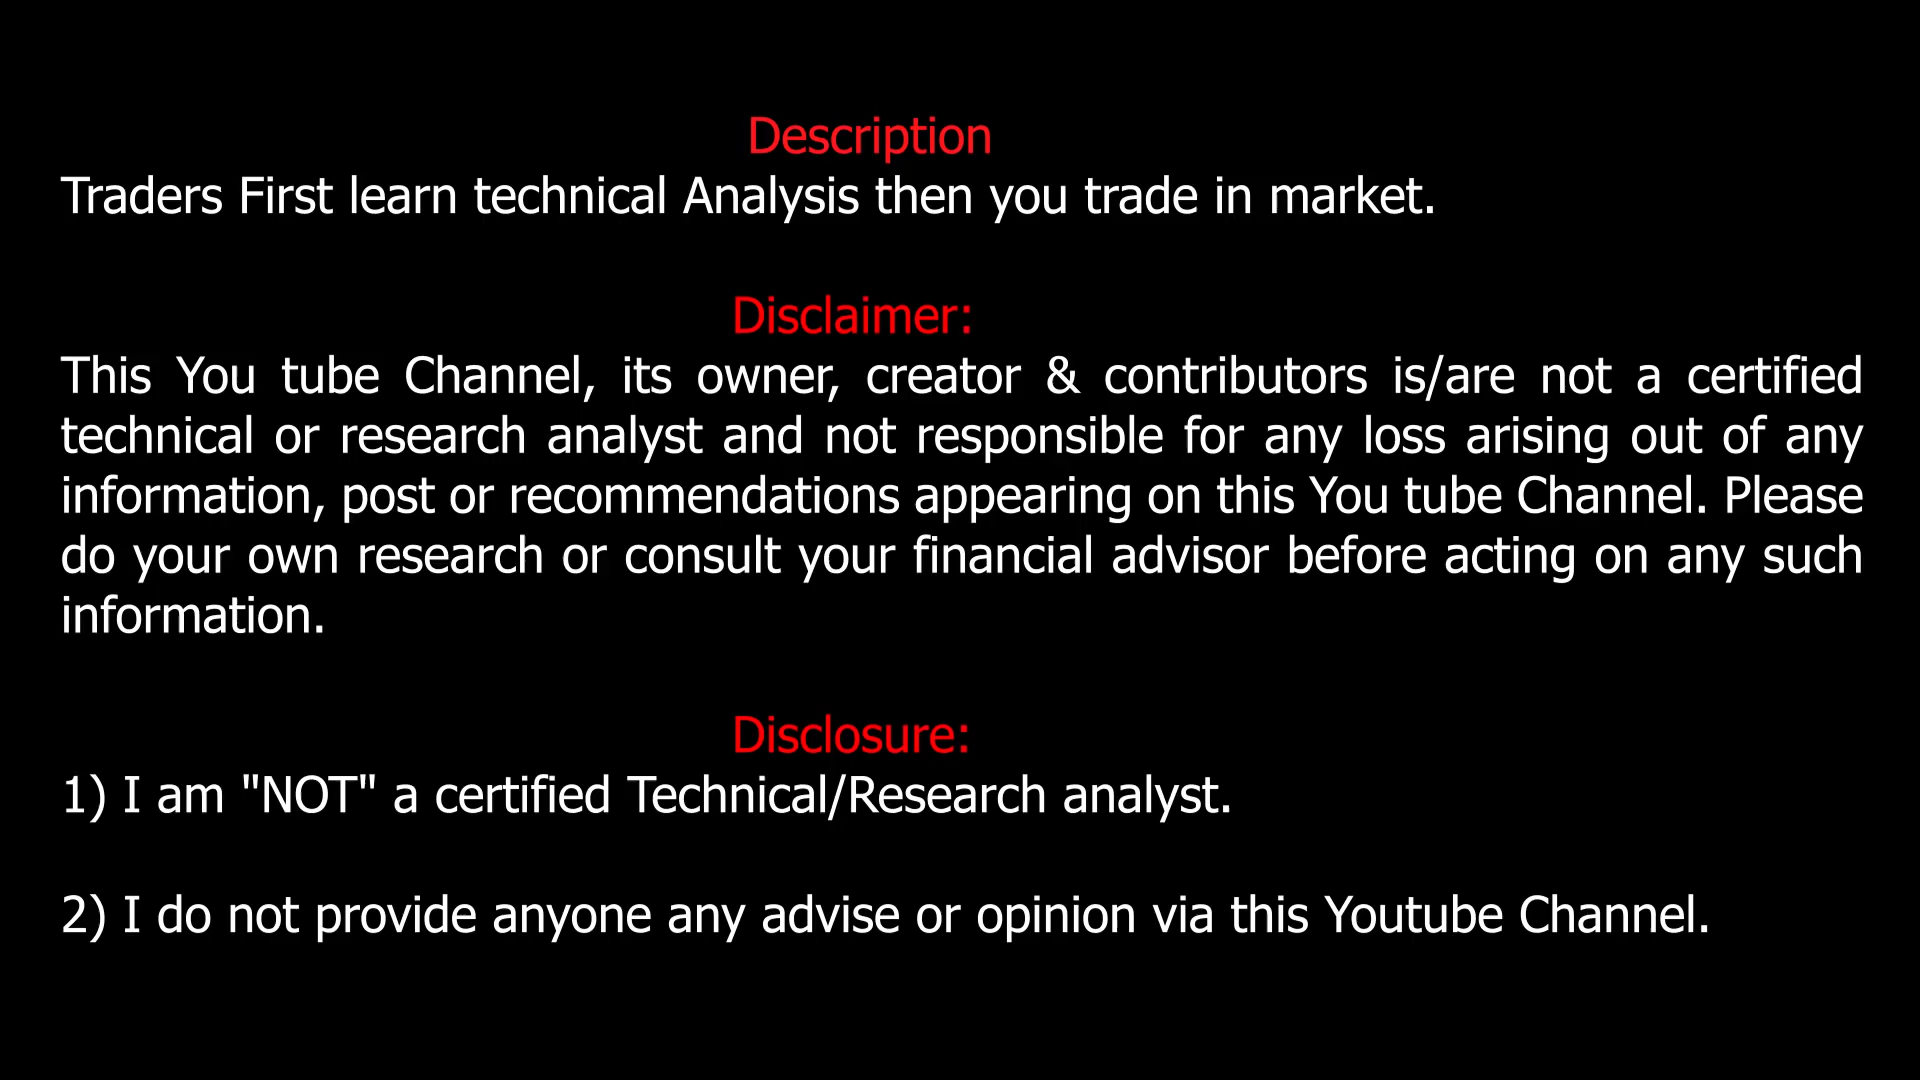 Description
Traders First learn technical Analysis then you trade in market.
Disclaimer:
This You tube Channel, its owner, creator & contributors is/are not a certified
technical or research analyst and not responsible for any loss arising out of any
information, post or recommendations appearing on this You tube Channel. Please
do your own research or consult your financial advisor before acting on any such
information.
Disclosure:
1) I am "NOT" a certified Technical/Research analyst.
2) I do not provide anyone any advise or opinion via this Youtube Channel.